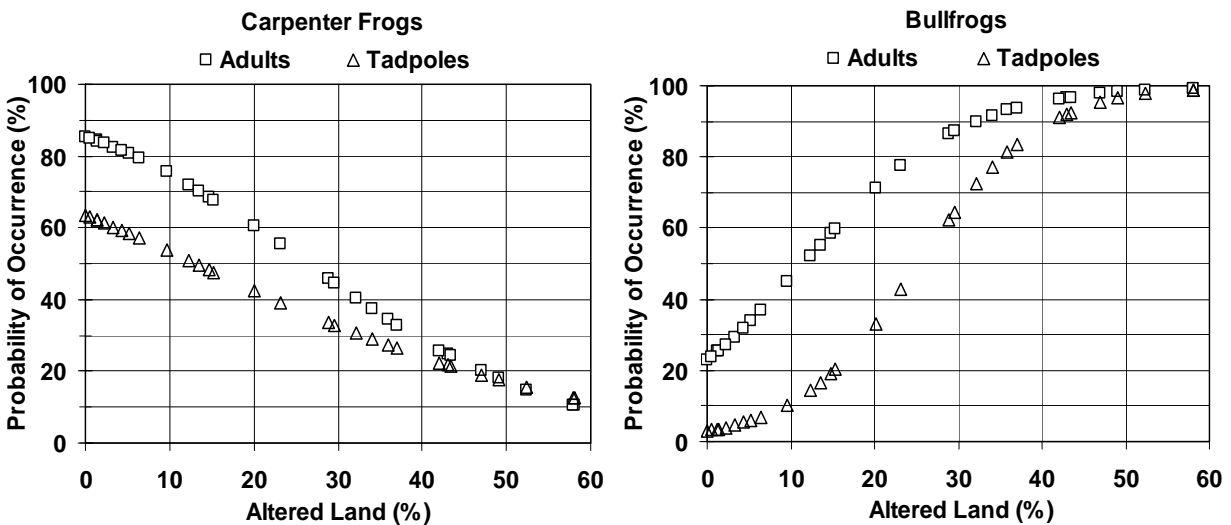 Carpenter Frogs
Adults Tadpoles
Probability of Occurrence (%)
100
80
60
40
20
0
0 10 20 30 40 50 60
Altered Land (%)
Bullfrogs
Adults Tadpoles
Probability of Occurrence (%)
100
80
60
40
20
0
0 10 20 30 40 50 60
Altered Land (%)